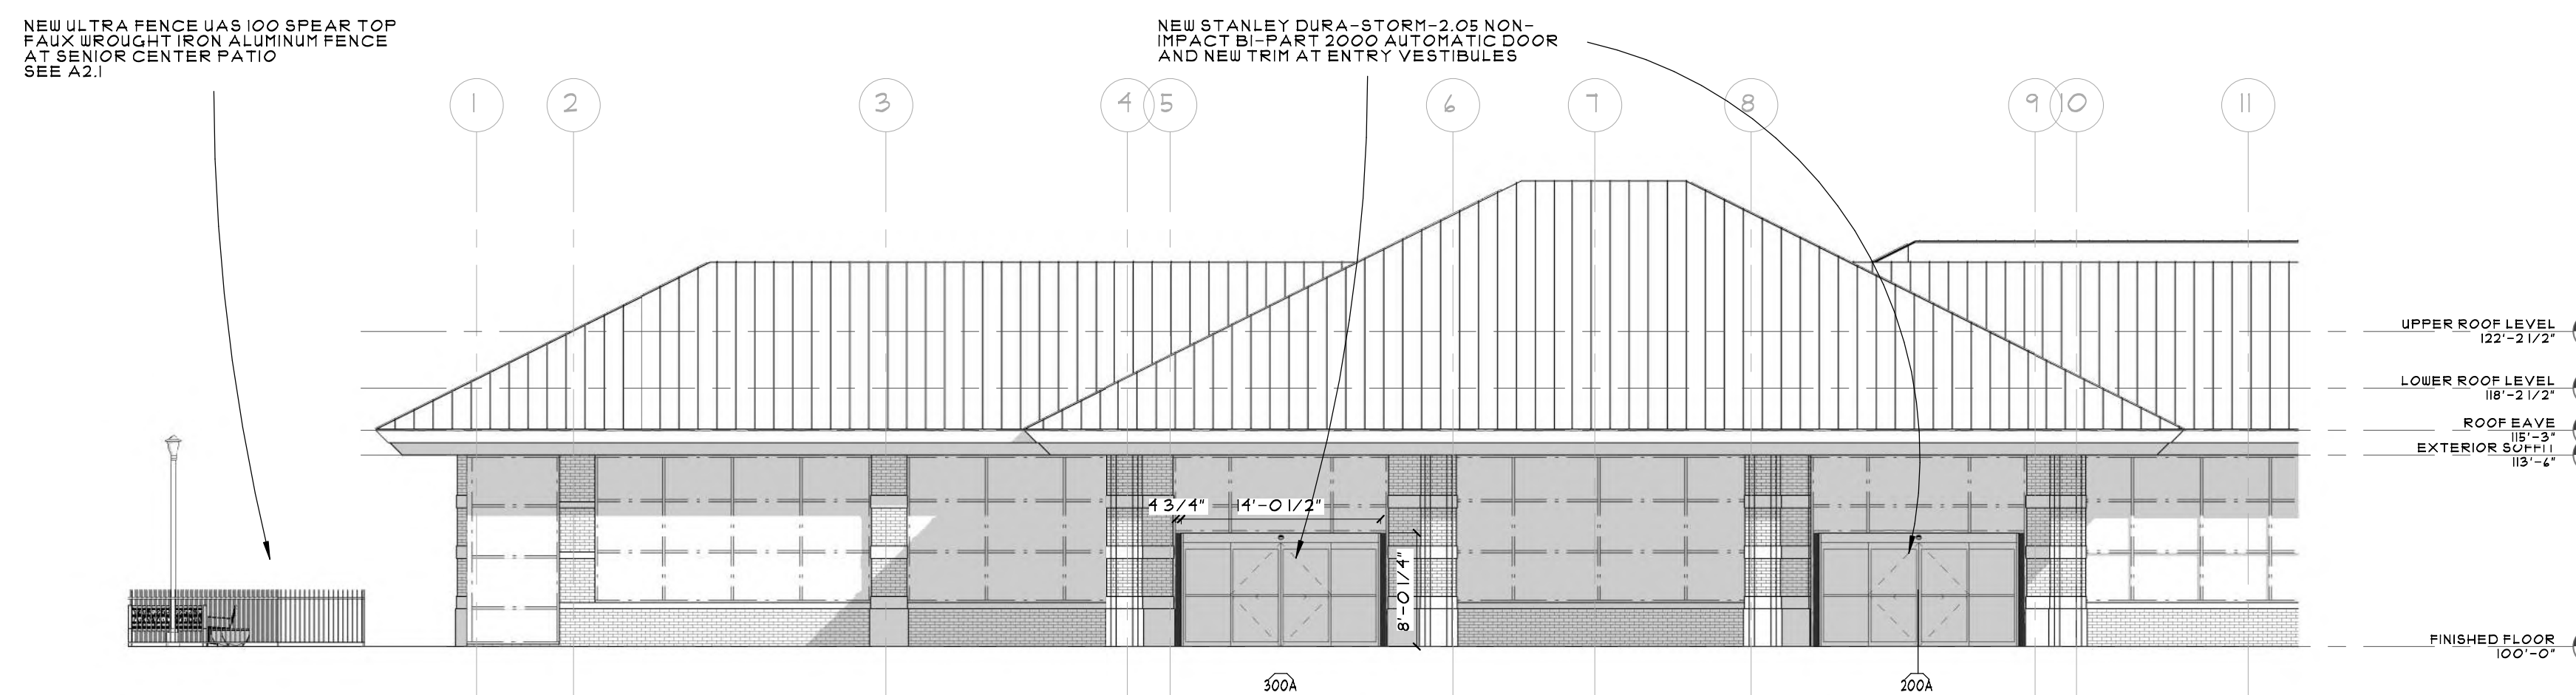 NEW ULTRA FENCE UAS 100 SPEAR TOP
FAUX WROUGHT IRON ALUMINUM FENCE
AT SENIOR CENTER PATIO
SEE A2.1
NEW STANLEY DURA-STORM-2.05 NON-
IMPACT BI-PART 2000 AUTOMATIC DOOR
AND NEW TRIM AT ENTRY VESTIBULES
1
2
3
4
5
6
7
8
9
10
11
UPPER ROOF LEVEL
122'-2 1/2"
LOWER ROOF LEVEL
118'-2 1/2"
ROOF EAVE
115'-3"
EXTERIOR SOFFIT
113'-6"
4 3/4"
14'-0 1/2"
8'-0 1/4"
FINISHED FLOOR
100'-0"
300A
200A